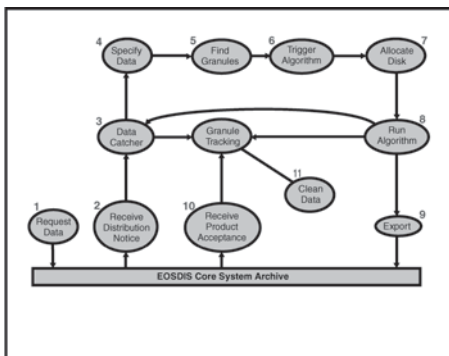 4
Specify
Data
5
Find
Granules
6
Trigger
Algorithm
7
Allocate
Disk
3
Data
Catcher
Granule
Tracking
8
Run
Algorithm
11
Clean
Data
1
Request
Data
2
Receive
Distribution
Notice
10
Receive
Product
Acceptance
9
Export
EOSDIS Core System Archive